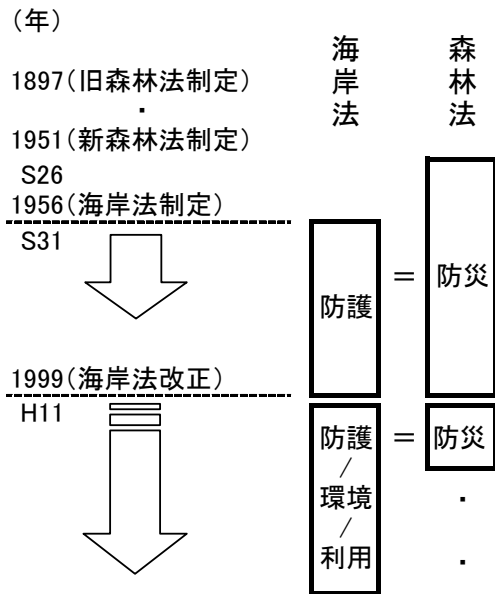 (年)
海岸法
森林法
1897(旧森林法制定)
・
1951(新森林法制定)
S26
1956(海岸法制定)
S31
防護
=
防災
1999(海岸法改正)
H11
防護
=
防災
/
環境
・
/
利用
・